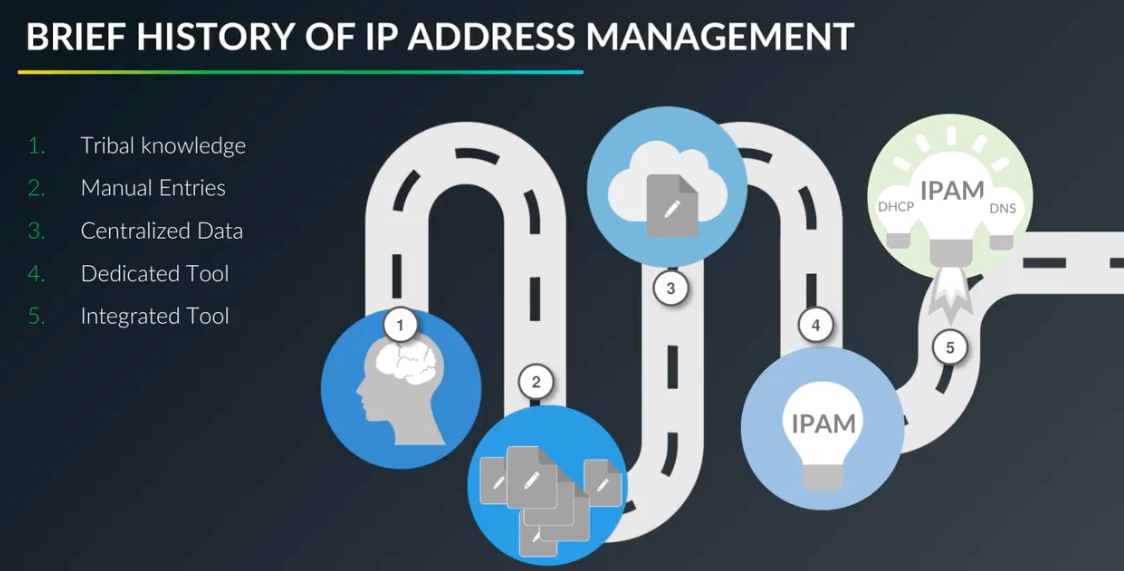 BRIEF HISTORY OF IP ADDRESS MANAGEMENT
1. Tribal knowledge
2. Manual Entries
3. Centralized Data
4. Dedicated Tool
5. Integrated Tool
1
2
3
4
IPAM
DHCP IPAM DNS
5